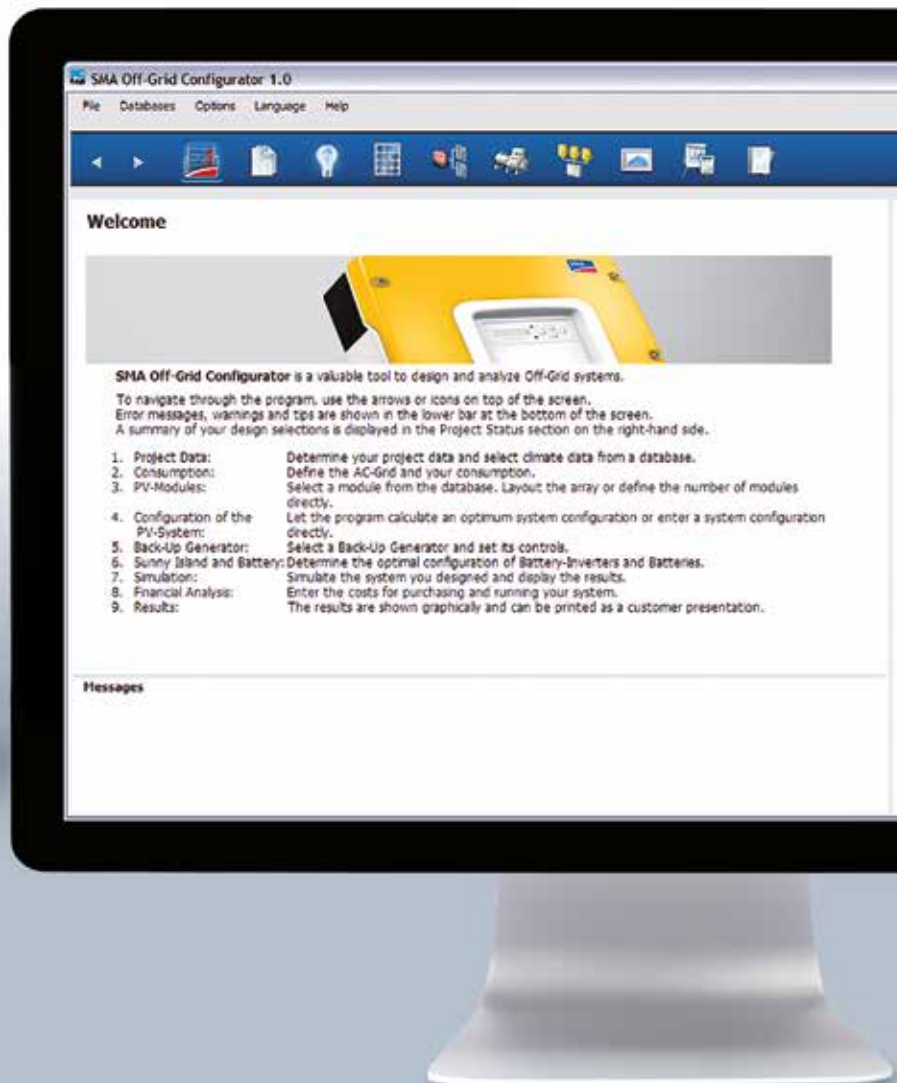 SMA Off-Grid Configurator 1.0
File Databases Options Language Help
Welcome
SMA Off-Grid Configurator is a valuable tool to design and analyze Off-Grid systems.
To navigate through the program, use the arrows or icons on top of the screen.
Error messages, warnings and tips are shown in the lower bar at the bottom of the screen.
A summary of your design selections is displayed in the Project Status section on the right-hand side.
1. Project Data: Determine your project data and select climate data from a database.
2. Consumption: Define the AC-Grid and your consumption.
3. PV-Modules: Select a module from the database. Layout the array or define the number of modules
directly.
4. Configuration of the Let the program calculate an optimum system configuration or enter a system configuration
PV-System: directly.
5. Back-Up Generator: Select a Back-Up Generator and set its controls.
6. Sunny Island and Battery: Determine the optimal configuration of Battery-Inverters and Batteries.
7. Simulation: Simulate the system you designed and display the results.
8. Financial Analysis: Enter the costs for purchasing and running your system.
9. Results: The results are shown graphically and can be printed as a customer presentation.
Messages